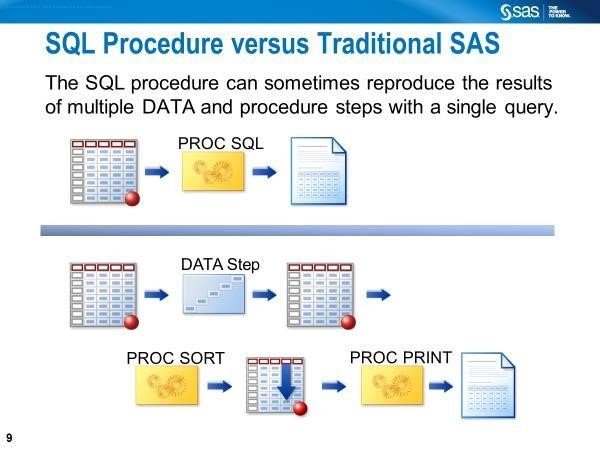 sas THE POWER TO KNOW.
SQL Procedure versus Traditional SAS
The SQL procedure can sometimes reproduce the results
of multiple DATA and procedure steps with a single query.
PROC SQL
DATA Step
PROC SORT
PROC PRINT
9